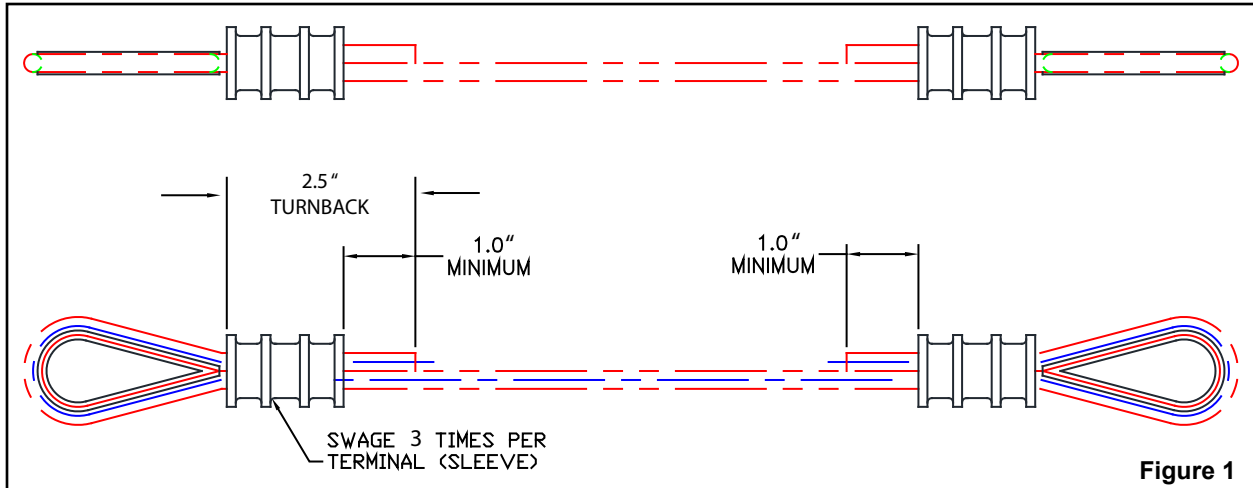 2.5"
TURNBACK
1.0"
MINIMUM
1.0"
MINIMUM
SWAGE 3 TIMES PER
TERMINAL (SLEEVE)
Figure 1